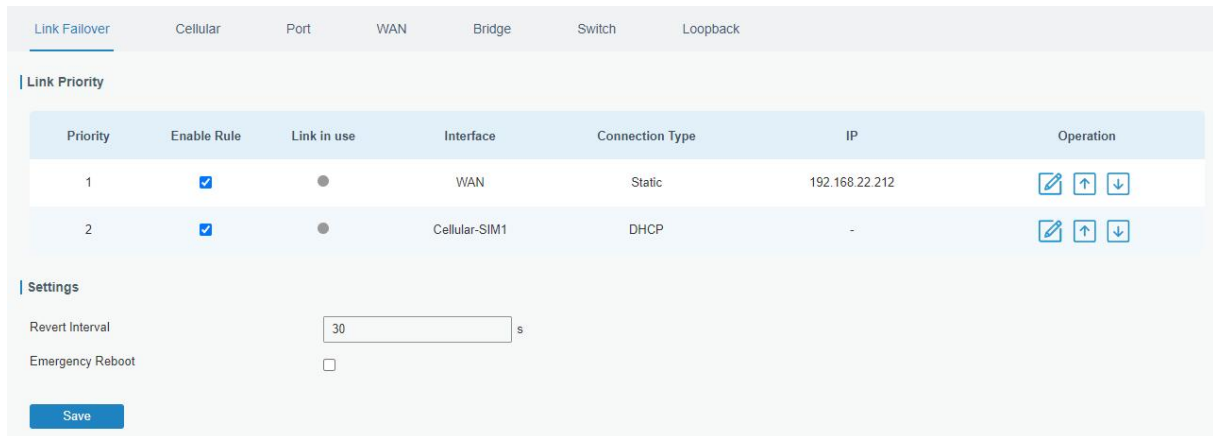 Link Failover Cellular Port WAN Bridge Switch Loopback
Link Priority
Priority Enable Rule Link in use Interface Connection Type IP Operation
1 WAN Static 192.168.22.212
2 Cellular-SIM1 DHCP -
Settings
Revert Interval 30 s
Emergency Reboot
Save